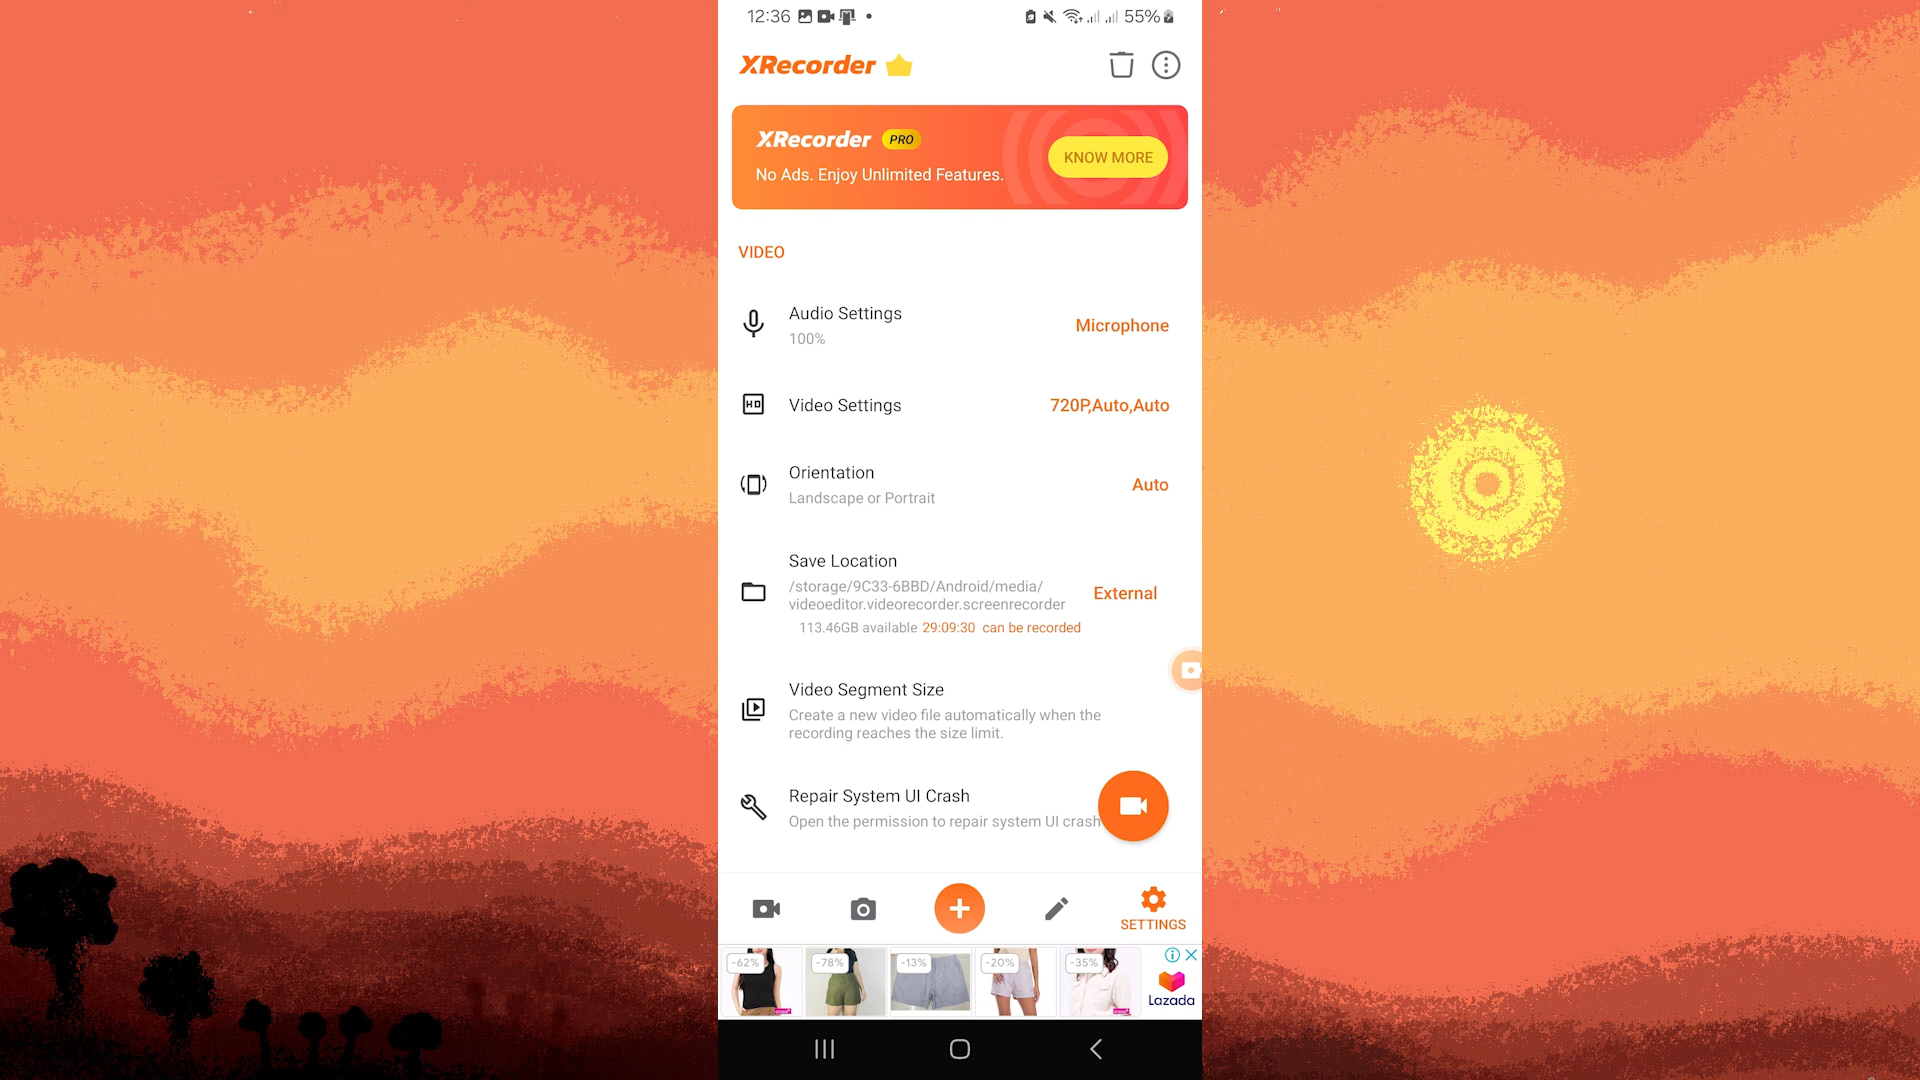 12:36
55%
XRecorder
XRecorder PRO
No Ads. Enjoy Unlimited Features.
KNOW MORE
VIDEO
Audio Settings
100%
Microphone
HD
Video Settings
720P,Auto,Auto
Orientation
Landscape or Portrait
Auto
Save Location
/storage/9C33-6BBD/Android/media/
videoeditor.videorecorder.screenrecorder
External
113.46GB available 29:09:30 can be recorded
Video Segment Size
Create a new video file automatically when the
recording reaches the size limit.
Repair System UI Crash
Open the permission to repair system UI crash
SETTINGS
-62%
-78%
-13%
-20%
-35%
Lazada